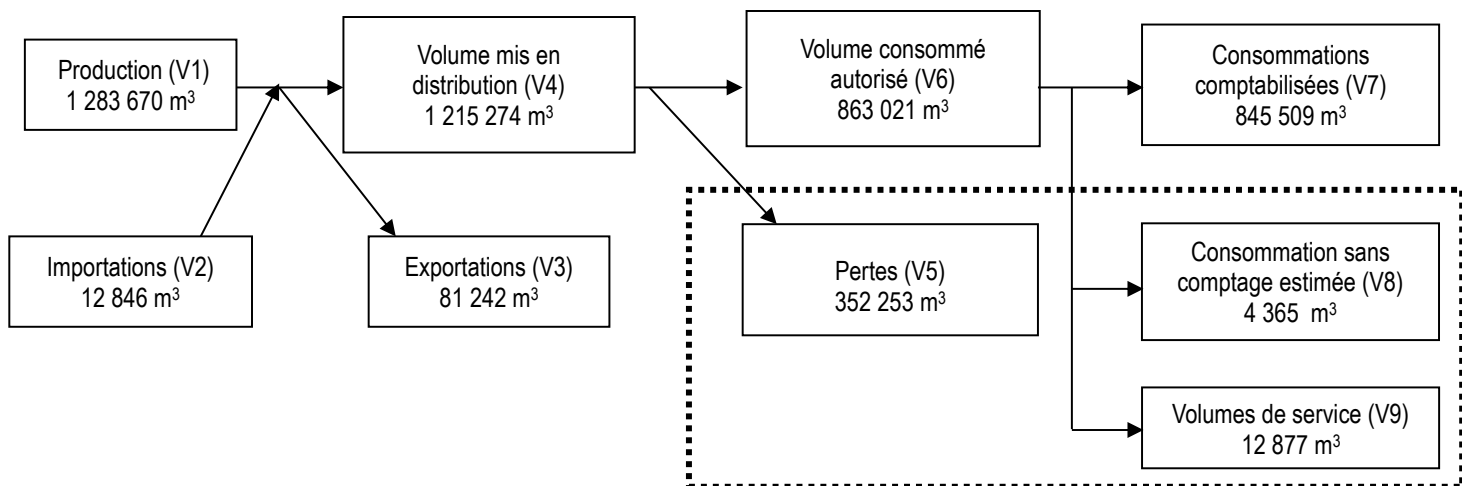 Production (V1)
1 283 670 m³
Volume mis en
distribution (V4)
1 215 274 m³
Volume consommé
autorisé (V6)
863 021 m³
Consommations
comptabilisées (V7)
845 509 m³
Importations (V2)
12 846 m³
Exportations (V3)
81 242 m³
Pertes (V5)
352 253 m³
Consommation sans
comptage estimée (V8)
4 365 m³
Volumes de service (V9)
12 877 m³